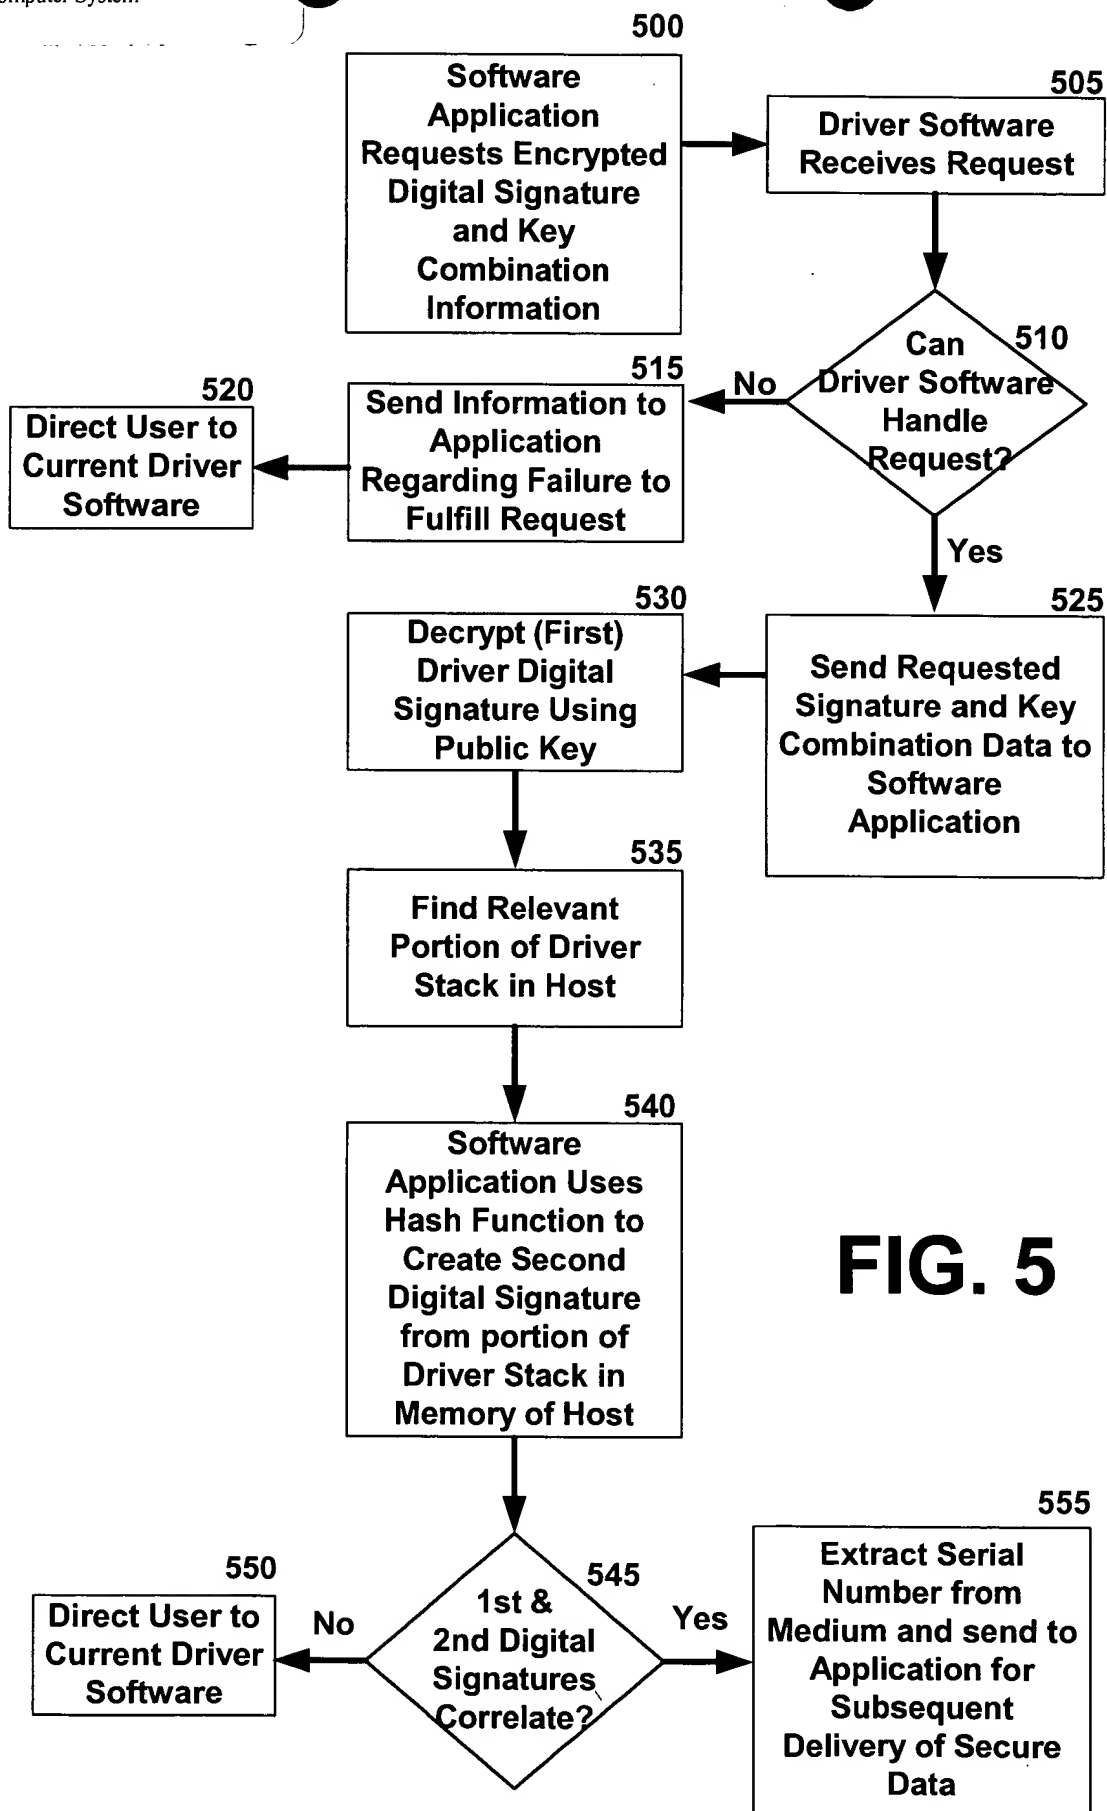 Computer System
500
Software
Application
Requests Encrypted
Digital Signature
and Key
Combination
Information
505
Driver Software
Receives Request
510
Can
Driver Software
Handle
Request?
No
515
Send Information to
Application
Regarding Failure to
Fulfill Request
520
Direct User to
Current Driver
Software
Yes
525
Send Requested
Signature and Key
Combination Data to
Software
Application
530
Decrypt (First)
Driver Digital
Signature Using
Public Key
535
Find Relevant
Portion of Driver
Stack in Host
540
Software
Application Uses
Hash Function to
Create Second
Digital Signature
from portion of
Driver Stack in
Memory of Host
FIG. 5
545
1st &
2nd Digital
Signatures
Correlate?
No
550
Direct User to
Current Driver
Software
Yes
555
Extract Serial
Number from
Medium and send to
Application for
Subsequent
Delivery of Secure
Data